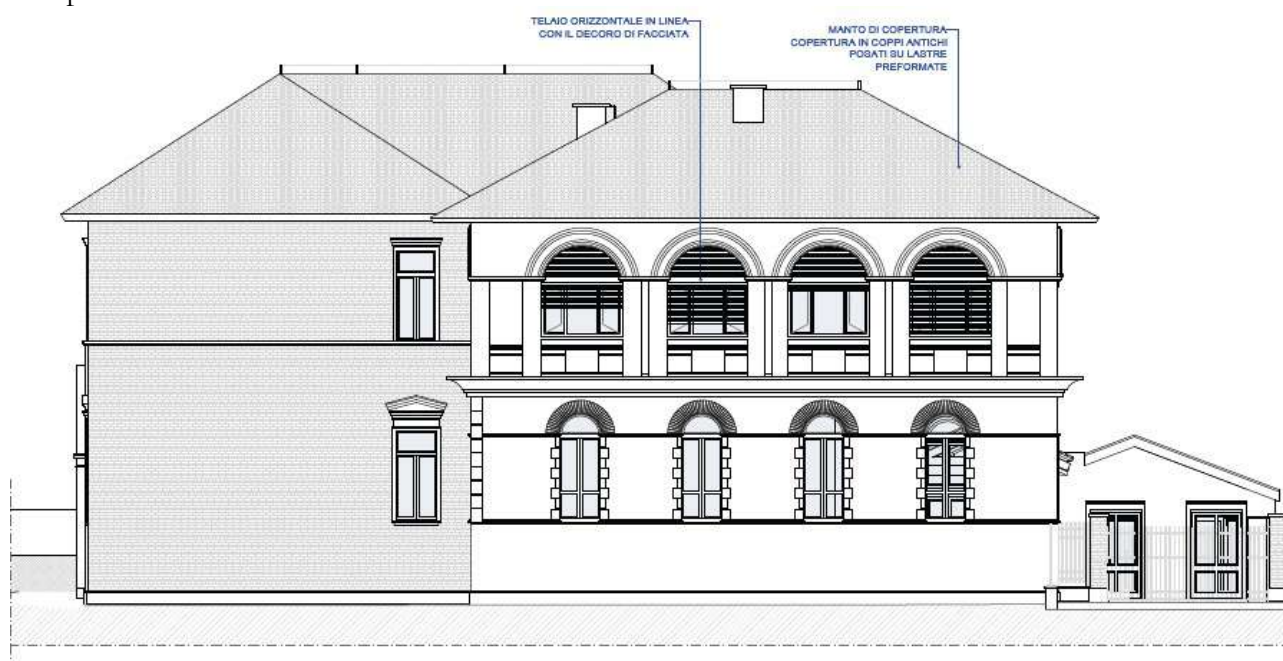 TELAIO ORIZZONTALE IN LINEA
CON IL DECORO DI FACCIATA
MANTO DI COPERTURA
COPERTURA IN COPPI ANTICHI
POSATI SU LASTRE
PREFORMATE